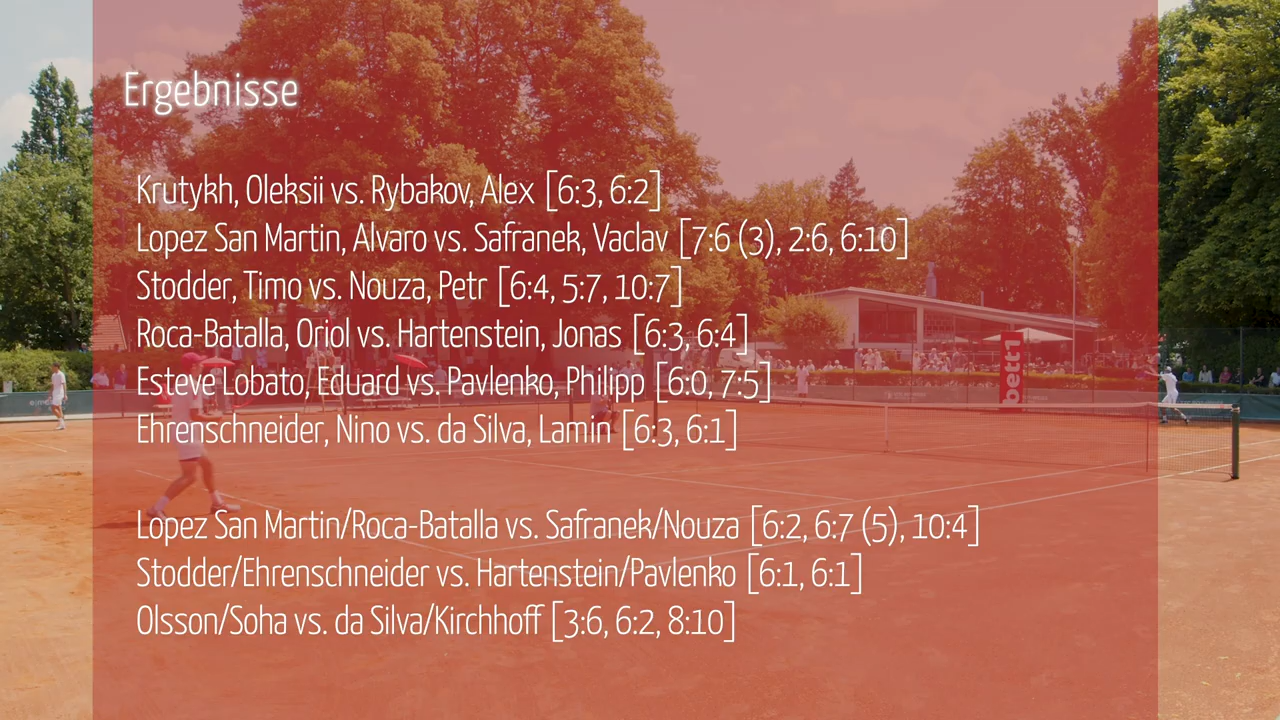 Ergebnisse
Krutykh, Oleksii vs. Rybakov, Alex [6:3, 6:2]
Lopez San Martin, Alvaro vs. Safranek, Vaclav [7:6 (3), 2:6, 6:10]
Stodder, Timo vs. Nouza, Petr [6:4, 5:7, 10:7]
Roca-Batalla, Oriol vs. Hartenstein, Jonas [6:3, 6:4]
Esteve Lobato, Eduard vs. Pavlenko, Philipp [6:0, 7:5]
Ehrenschneider, Nino vs. da Silva, Lamin [6:3, 6:1]
Lopez San Martin/Roca-Batalla vs. Safranek/Nouza [6:2, 6:7 (5), 10:4]
Stodder/Ehrenschneider vs. Hartenstein/Pavlenko [6:1, 6:1]
Olsson/Soha vs. da Silva/Kirchhoff [3:6, 6:2, 8:10]
bett1